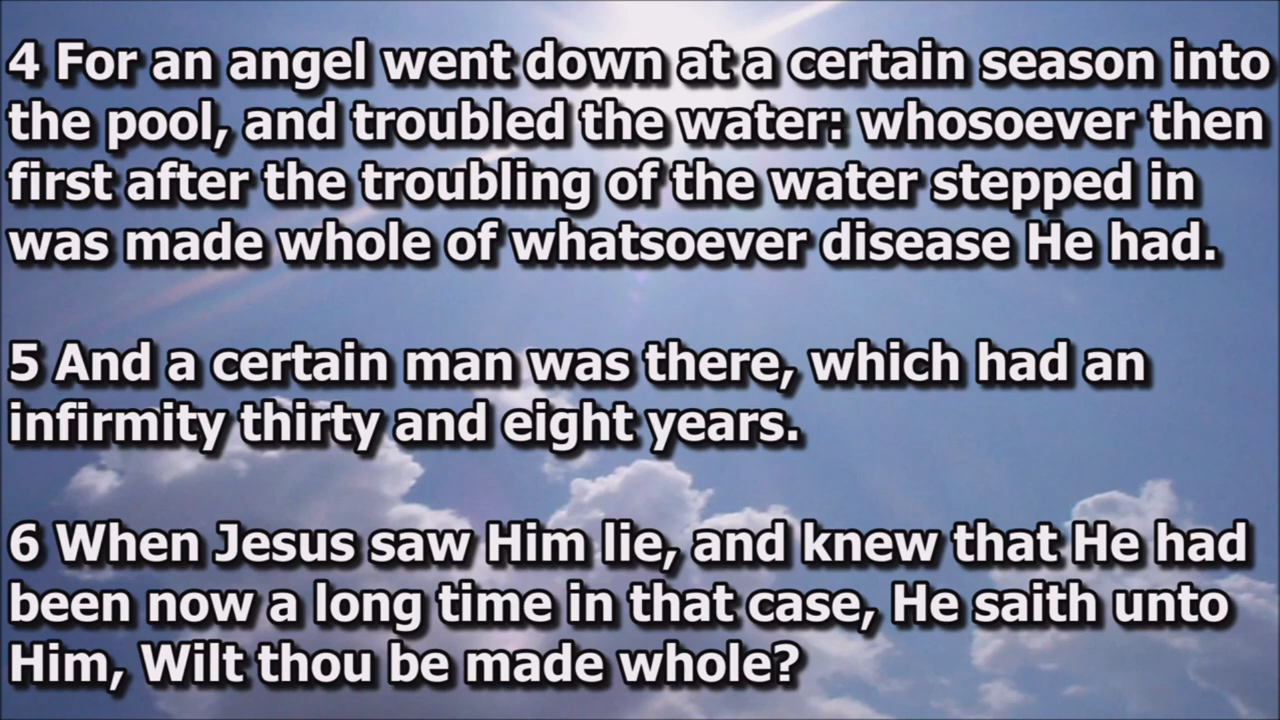 4 For an angel went down at a certain season into
the pool, and troubled the water: whosoever then
first after the troubling of the water stepped in
was made whole of whatsoever disease He had.
5 And a certain man was there, which had an
infirmity thirty and eight years.
6 When Jesus saw Him lie, and knew that He had
been now a long time in that case, He saith unto
Him, Wilt thou be made whole?